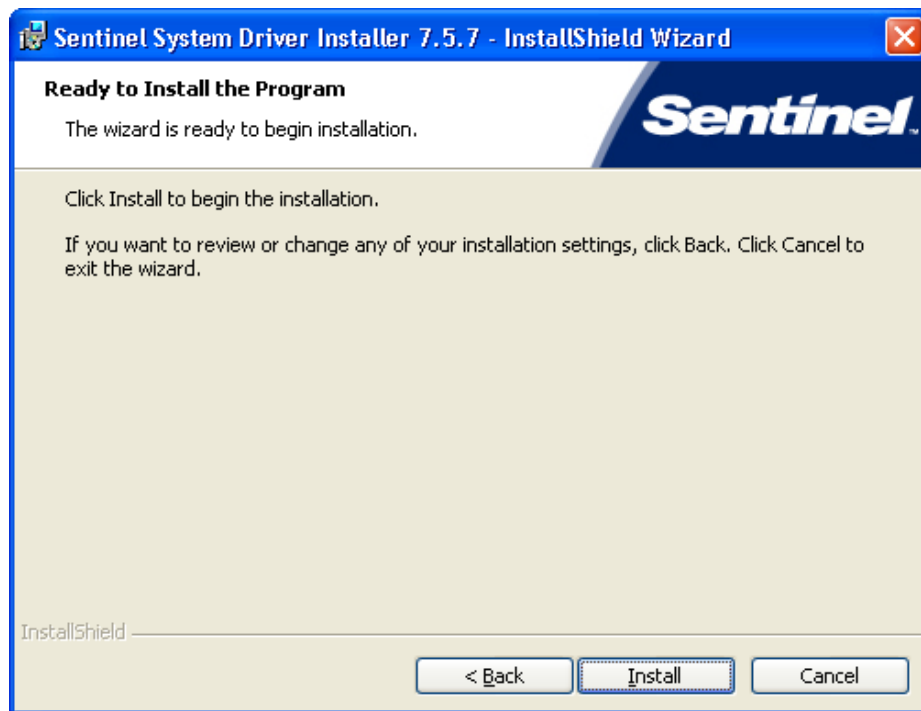 Sentinel System Driver Installer 7.5.7 - InstallShield Wizard
Ready to Install the Program
The wizard is ready to begin installation.
Sentinel™
Click Install to begin the installation.
If you want to review or change any of your installation settings, click Back. Click Cancel to
exit the wizard.
InstallShield
< Back
Install
Cancel